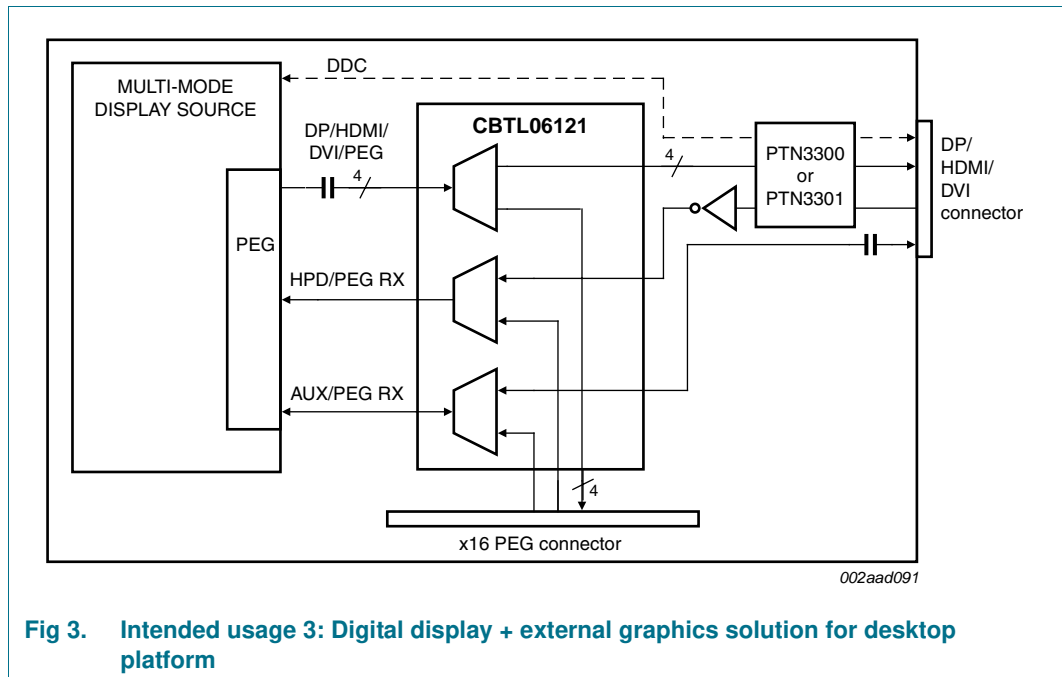 MULTI-MODE
DISPLAY SOURCE
DDC
DP/HDMI/
DVI/PEG
4
CBTL06121
4
PTN3300
or
PTN3301
DP/
HDMI/
DVI
connector
PEG
HPD/PEG RX
AUX/PEG RX
4
x16 PEG connector
002aad091
Fig 3. Intended usage 3: Digital display + external graphics solution for desktop
platform